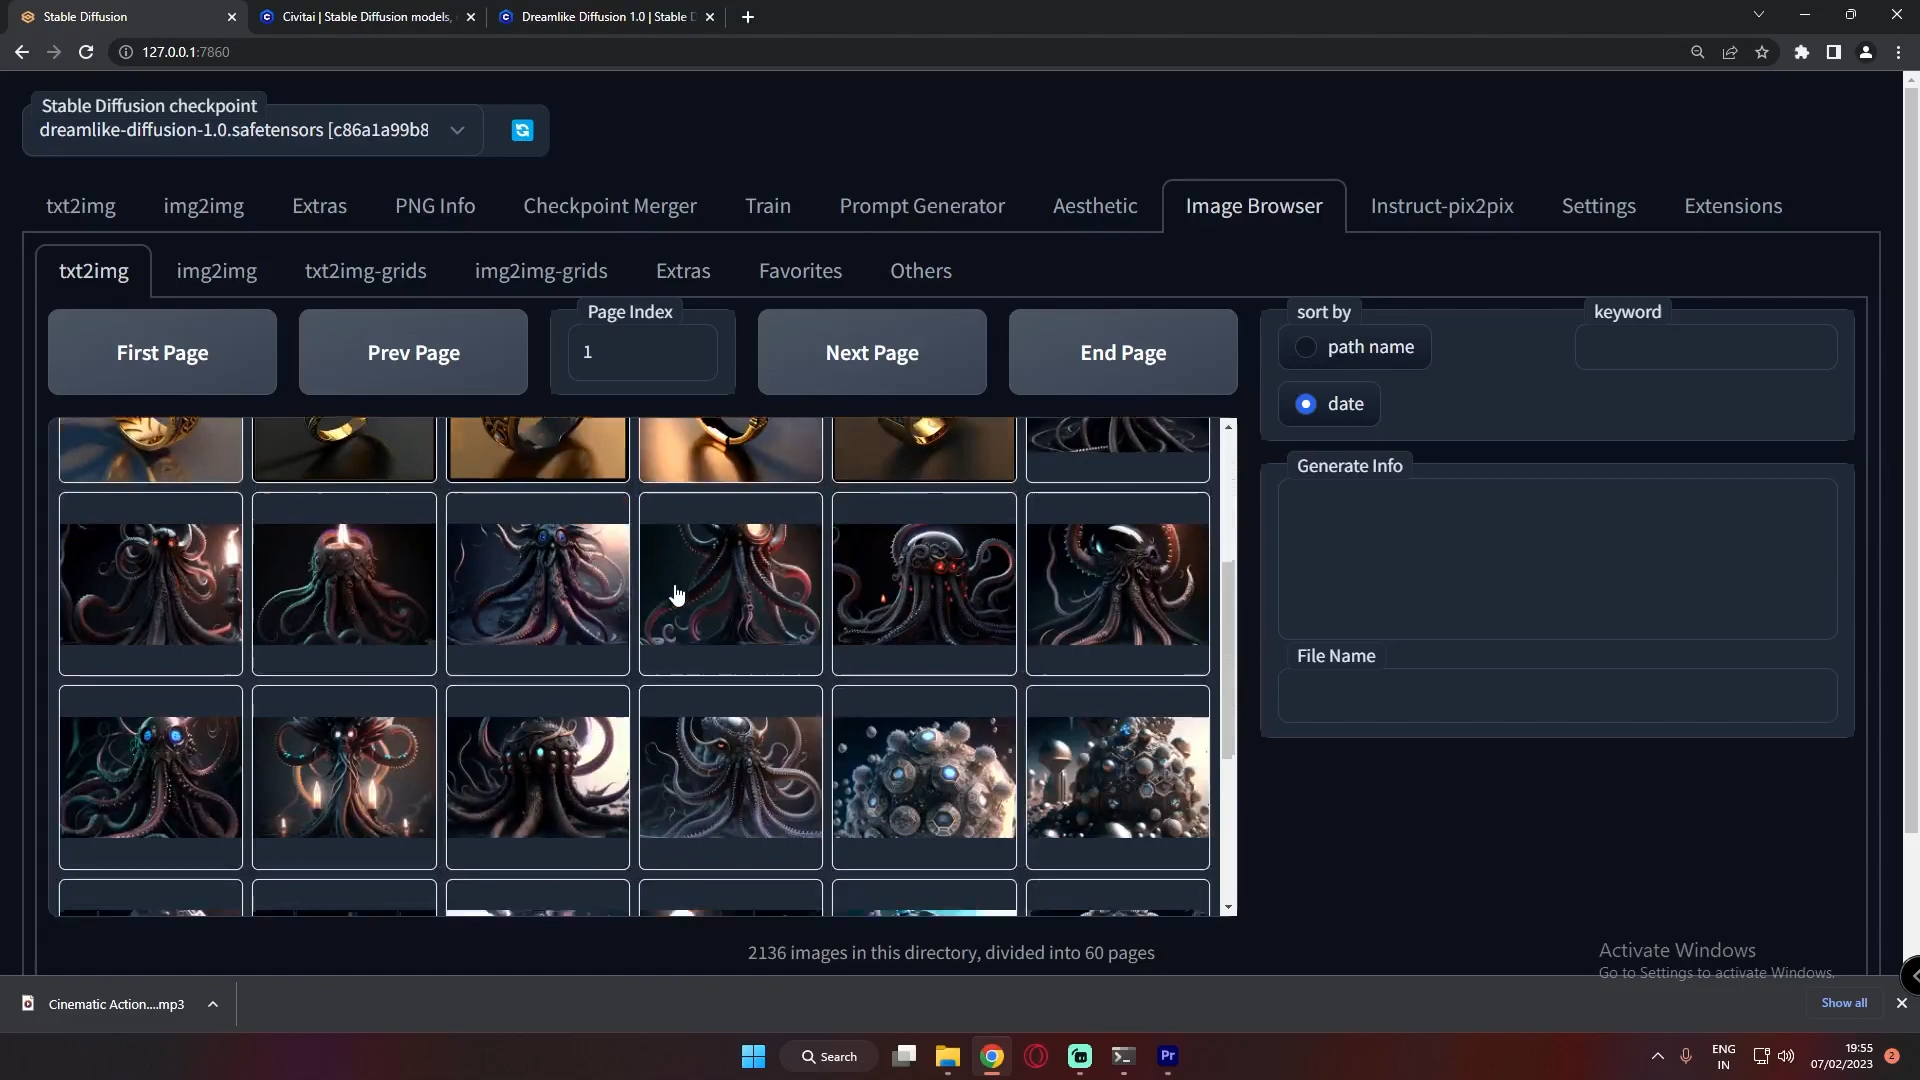 Stable Diffusion
Civitai | Stable Diffusion models,
Dreamlike Diffusion 1.0 | Stable D
127.0.0.1:7860
Stable Diffusion checkpoint
dreamlike-diffusion-1.0.safetensors [c86a1a99b8
txt2img
img2img
Extras
PNG Info
Checkpoint Merger
Train
Prompt Generator
Aesthetic
Image Browser
Instruct-pix2pix
Settings
Extensions
txt2img
img2img
txt2img-grids
img2img-grids
Extras
Favorites
Others
First Page
Prev Page
Page Index
1
Next Page
End Page
sort by
path name
date
keyword
Generate Info
File Name
2136 images in this directory, divided into 60 pages
Activate Windows
Go to Settings to activate Windows.
Cinematic Action....mp3
Show all
Search
Pr
ENG
IN
19:55
07/02/2023
2